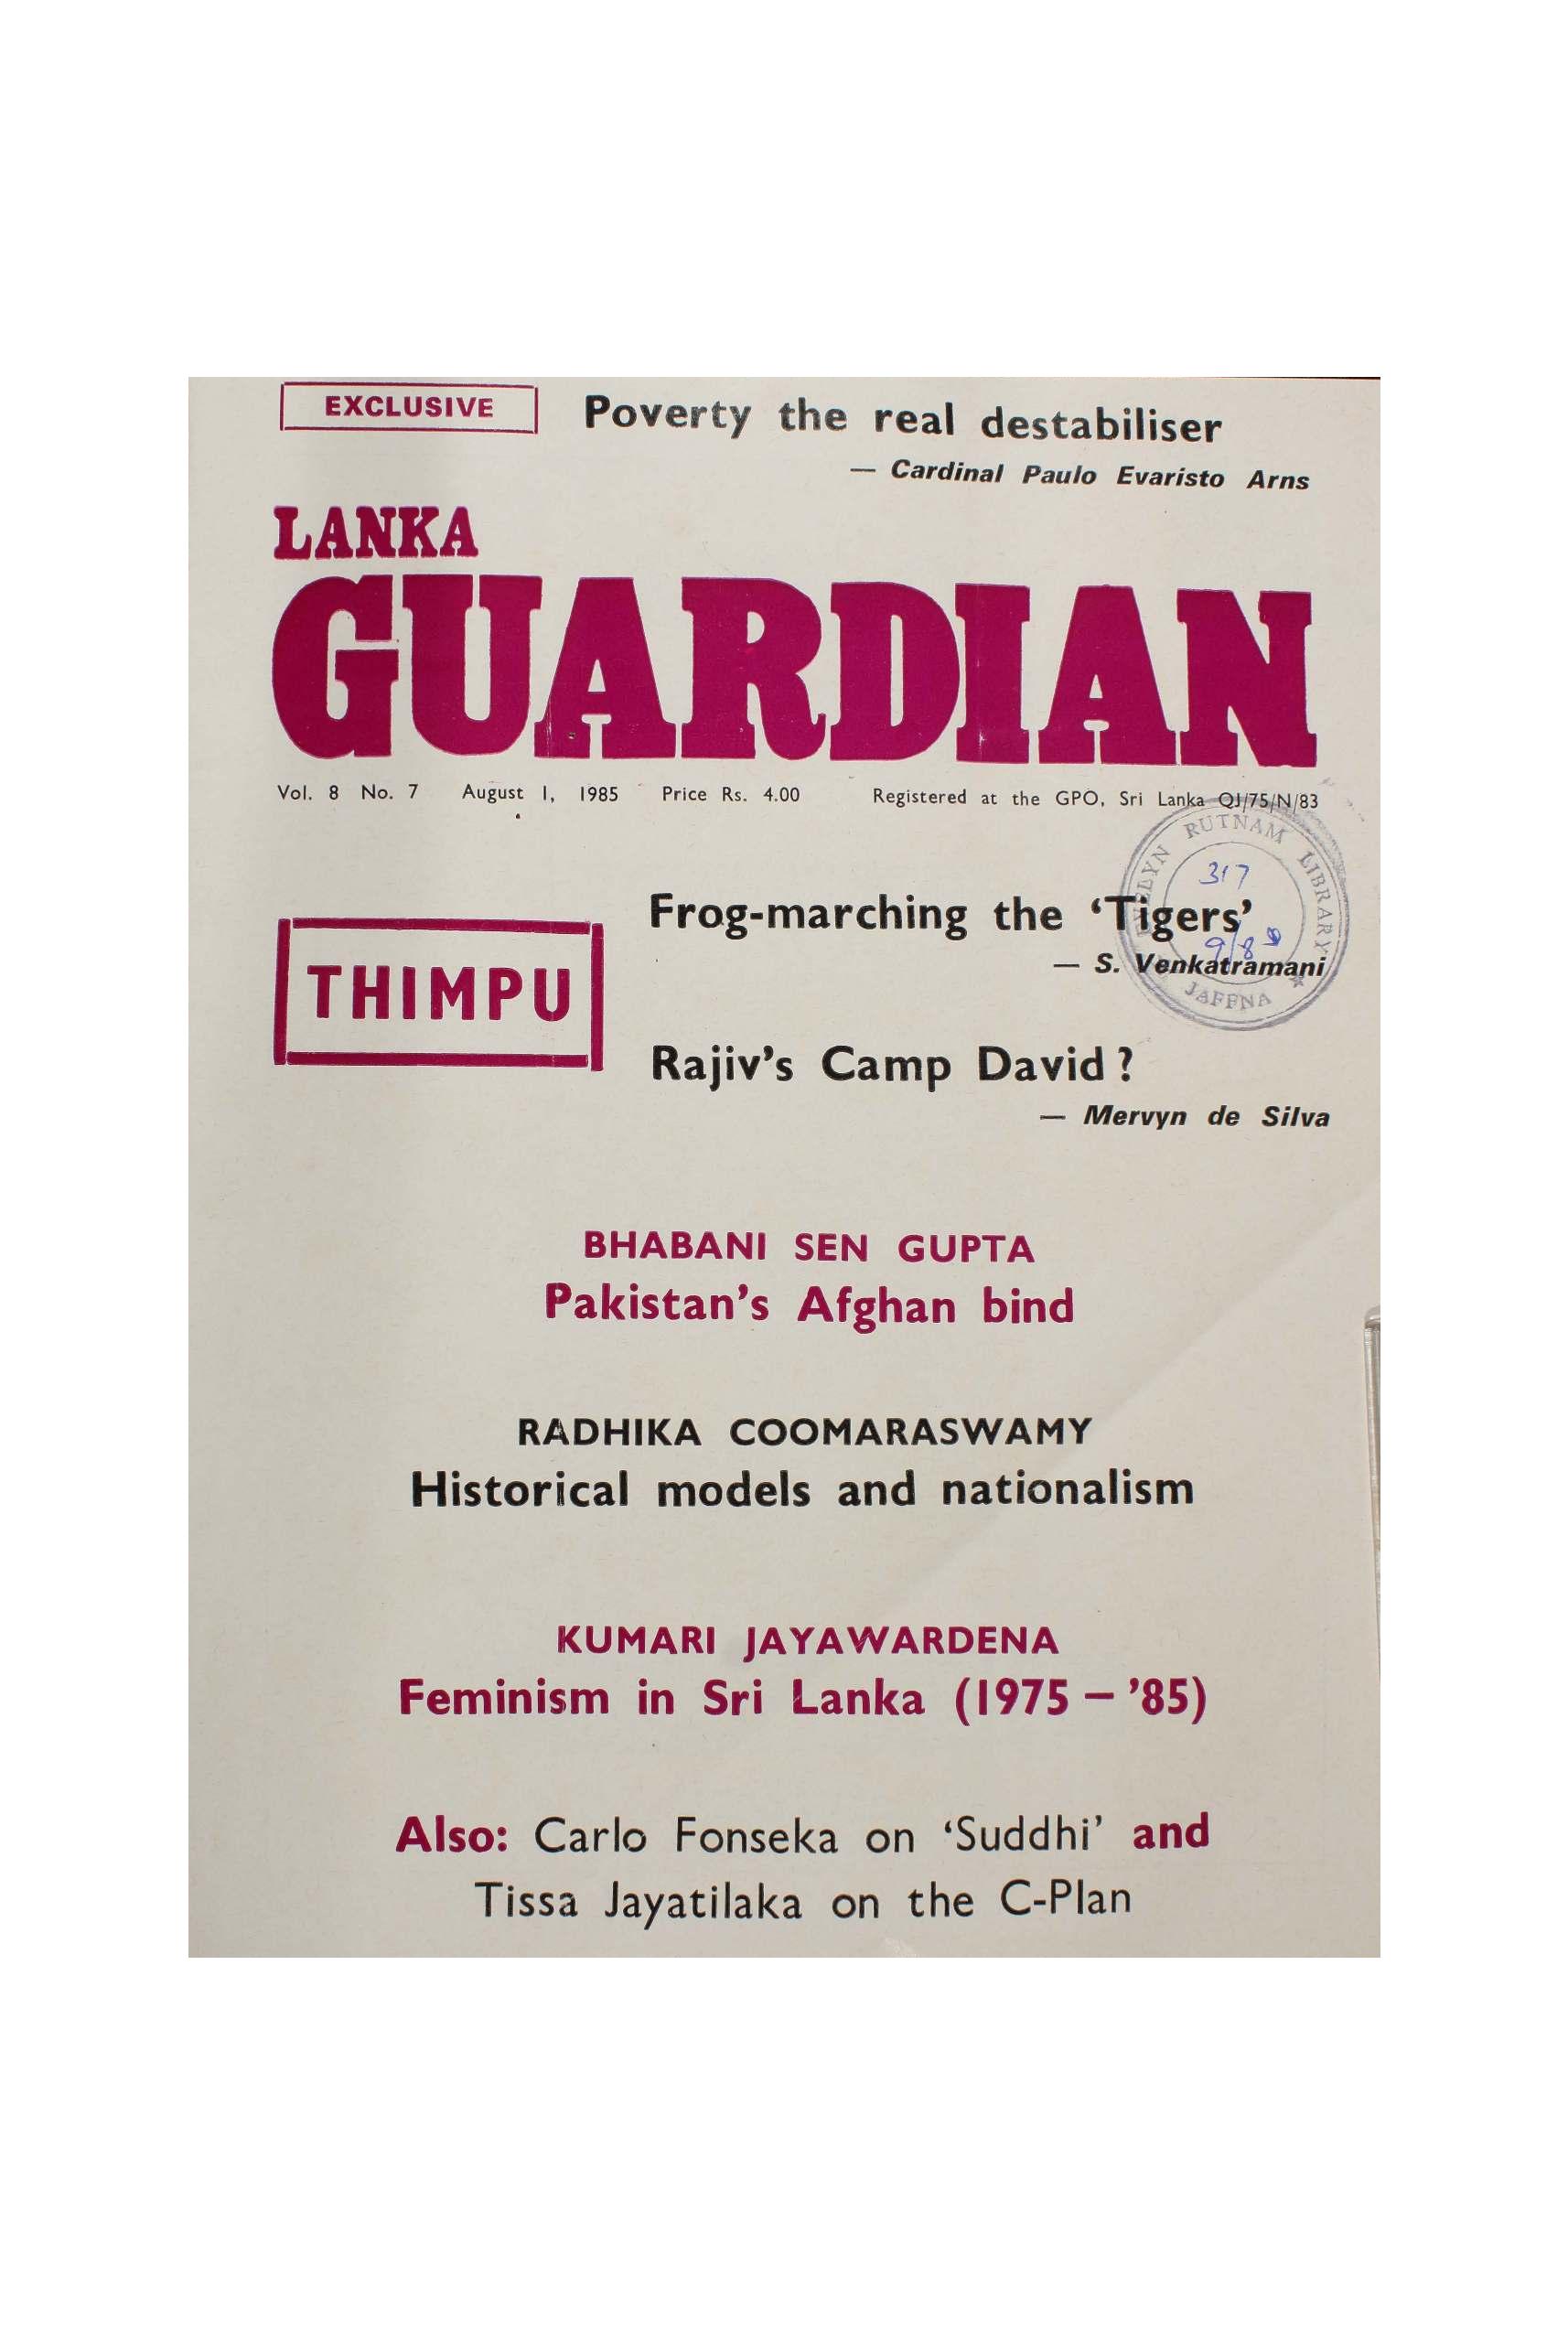 EXCLUSIVE
Poverty the real destabiliser
— Cardinal Paulo Evaristo Arns
LANKA
GUARDIAN
Vol. 8 No. 7 August 1, 1985 Price Rs. 4.00 Registered at the GPO, Sri Lanka QJ/75/N/83
EVELYN RUTNAM LIBRARY
317
JAFFNA
THIMPU
Frog-marching the ‘Tigers’
— S. Venkatramani
Rajiv’s Camp David ?
— Mervyn de Silva
BHABANI SEN GUPTA
Pakistan’s Afghan bind
RADHIKA COOMARASWAMY
Historical models and nationalism
KUMARI JAYAWARDENA
Feminism in Sri Lanka (1975 – ’85)
Also: Carlo Fonseka on ‘Suddhi’ and
Tissa Jayatilaka on the C-Plan